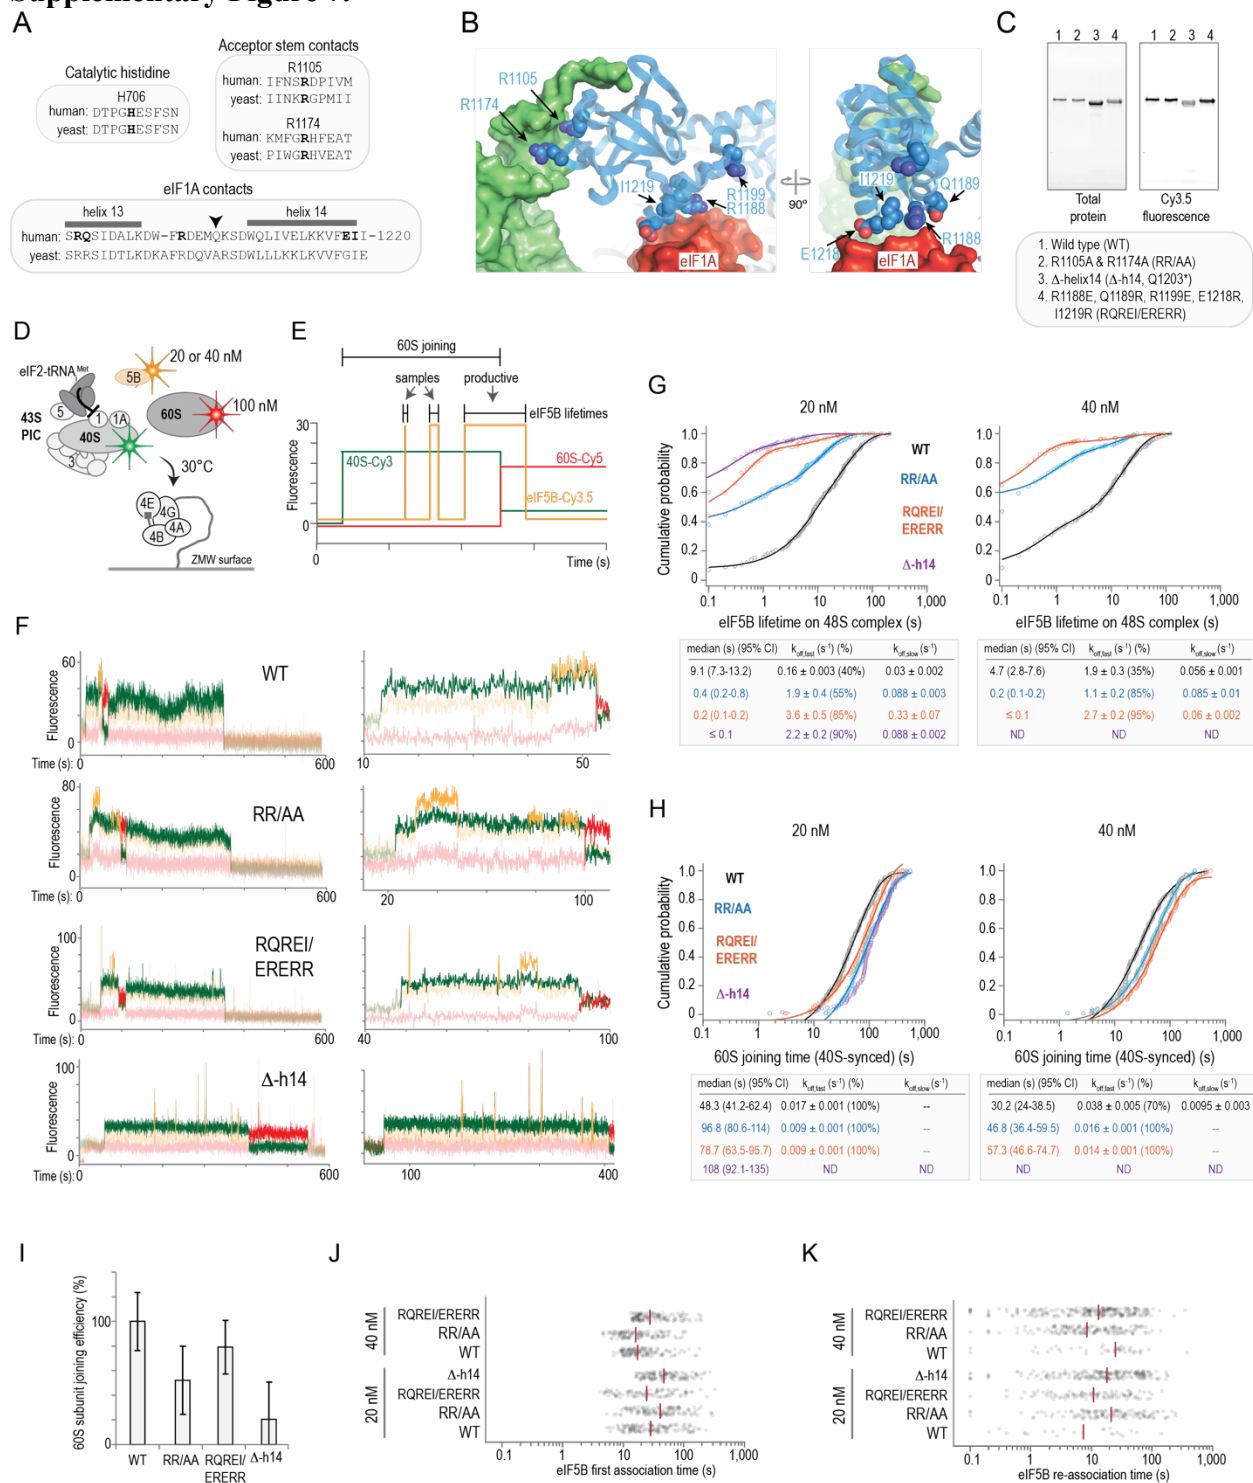 Supplementary Figure 7.
A
Catalytic histidine
H706
human: DTPGHESFSN
yeast: DTPGHESFSN
Acceptor stem contacts
R1105
human: IFNSRDPIVM
yeast: IINKRGPMII
R1174
human: KMFGRHFEAT
yeast: PIWGRHVEAT
eIF1A contacts
helix 13
helix 14
human: SRQSIDALKDW-FRDEMQKSDWQLIVELKKVFEII-1220
yeast: SRRSIDTLKDKAFRDQVARSDWLLLKKLKVVFGIE
B
R1105
R1174
I1219
R1199
R1188
eIF1A
90°
I1219
Q1189
R1188
E1218
eIF1A
C
1 2 3 4
1 2 3 4
Total protein
Cy3.5 fluorescence
1. Wild type (WT)
2. R1105A & R1174A (RR/AA)
3. Δ-helix14 (Δ-h14, Q1203*)
4. R1188E, Q1189R, R1199E, E1218R,
I1219R (RQREI/ERERR)
D
20 or 40 nM
5B
eIF2-tRNA Met
5
1
1A
43S PIC
40S
3
60S
100 nM
30°C
4E
4G
4A
4B
ZMW surface
E
60S joining
samples
productive
eIF5B lifetimes
Fluorescence
30
0
40S-Cy3
60S-Cy5
eIF5B-Cy3.5
0
Time (s)
F
WT
Fluorescence
60
0
Time (s): 0
600
10
50
RR/AA
Fluorescence
80
0
Time (s): 0
600
20
100
RQREI/
ERERR
Fluorescence
100
0
Time (s): 0
600
40
100
Δ-h14
Fluorescence
100
0
Time (s): 0
600
100
400
G
20 nM
40 nM
Cumulative probability
1.0
0.8
0.6
0.4
0.2
0
WT
RR/AA
RQREI/
ERERR
Δ-h14
1.0
0.8
0.6
0.4
0.2
0
0.1 1 10 100 1,000
0.1 1 10 100 1,000
eIF5B lifetime on 48S complex (s)
eIF5B lifetime on 48S complex (s)
median (s) (95% CI) koff,fast (s-1) (%) koff,slow (s-1)
9.1 (7.3-13.2) 0.16 ± 0.003 (40%) 0.03 ± 0.002
0.4 (0.2-0.8) 1.9 ± 0.4 (55%) 0.088 ± 0.003
0.2 (0.1-0.2) 3.6 ± 0.5 (85%) 0.33 ± 0.07
≤ 0.1 2.2 ± 0.2 (90%) 0.088 ± 0.002
median (s) (95% CI) koff,fast (s-1) (%) koff,slow (s-1)
4.7 (2.8-7.6) 1.9 ± 0.3 (35%) 0.056 ± 0.001
0.2 (0.1-0.2) 1.1 ± 0.2 (85%) 0.085 ± 0.01
≤ 0.1 2.7 ± 0.2 (95%) 0.06 ± 0.002
ND ND ND
H
20 nM
40 nM
Cumulative probability
1.0
0.8
0.6
0.4
0.2
0
WT
RR/AA
RQREI/
ERERR
Δ-h14
1.0
0.8
0.6
0.4
0.2
0
0.1 1 10 100 1,000
0.1 1 10 100 1,000
60S joining time (40S-synced) (s)
60S joining time (40S-synced) (s)
median (s) (95% CI) koff,fast (s-1) (%) koff,slow (s-1)
48.3 (41.2-62.4) 0.017 ± 0.001 (100%) --
96.8 (80.6-114) 0.009 ± 0.001 (100%) --
78.7 (63.5-95.7) 0.009 ± 0.001 (100%) --
108 (92.1-135) ND ND
median (s) (95% CI) koff,fast (s-1) (%) koff,slow (s-1)
30.2 (24-38.5) 0.038 ± 0.005 (70%) 0.0095 ± 0.003
46.8 (36.4-59.5) 0.016 ± 0.001 (100%) --
57.3 (46.6-74.7) 0.014 ± 0.001 (100%) --
ND ND ND
I
60S subunit joining efficiency (%)
100
0
WT
RR/AA
RQREI/
ERERR
Δ-h14
J
40 nM
RQREI/ERERR
RR/AA
WT
20 nM
Δ-h14
RQREI/ERERR
RR/AA
WT
0.1 1 10 100 1,000
eIF5B first association time (s)
K
40 nM
RQREI/ERERR
RR/AA
WT
20 nM
Δ-h14
RQREI/ERERR
RR/AA
WT
0.1 1 10 100 1,000
eIF5B re-association time (s)